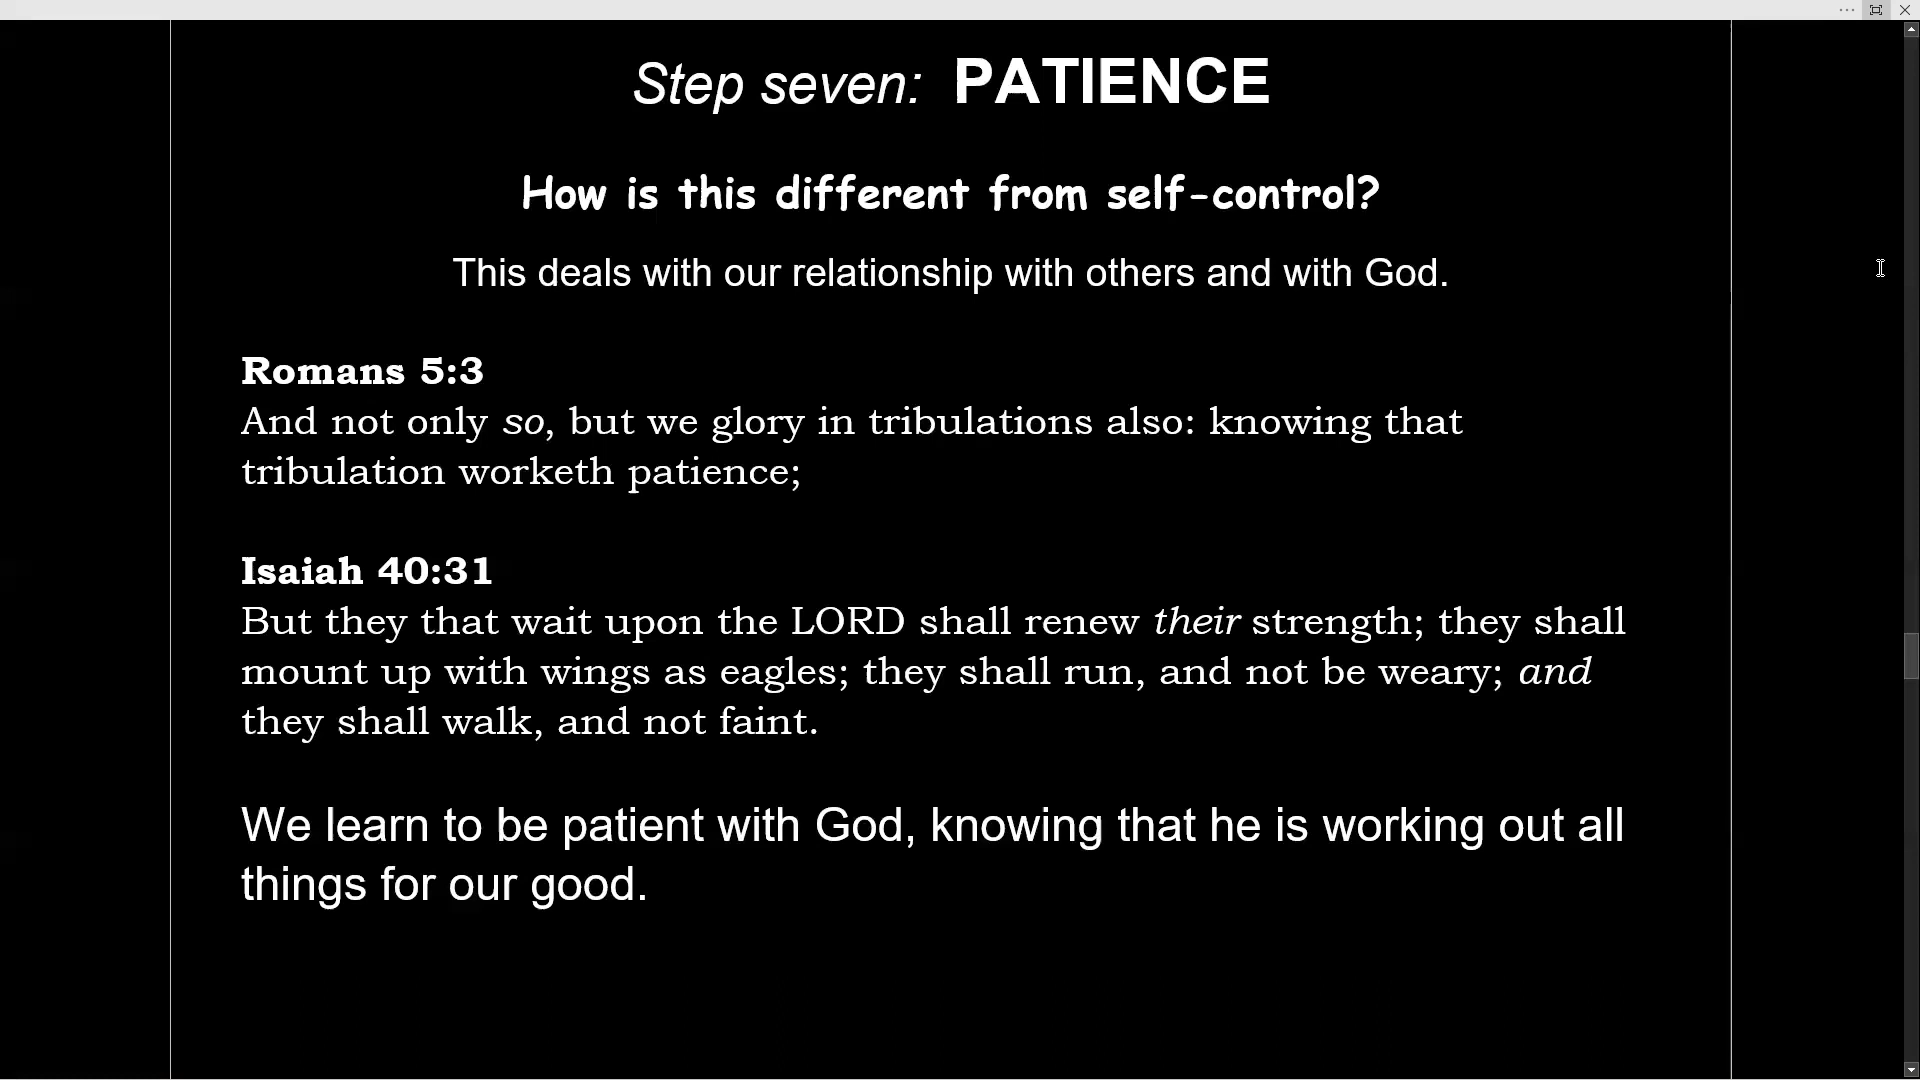 Step seven: PATIENCE
How is this different from self-control?
This deals with our relationship with others and with God.
Romans 5:3
And not only so, but we glory in tribulations also: knowing that
tribulation worketh patience;
Isaiah 40:31
But they that wait upon the LORD shall renew their strength; they shall
mount up with wings as eagles; they shall run, and not be weary; and
they shall walk, and not faint.
We learn to be patient with God, knowing that he is working out all
things for our good.